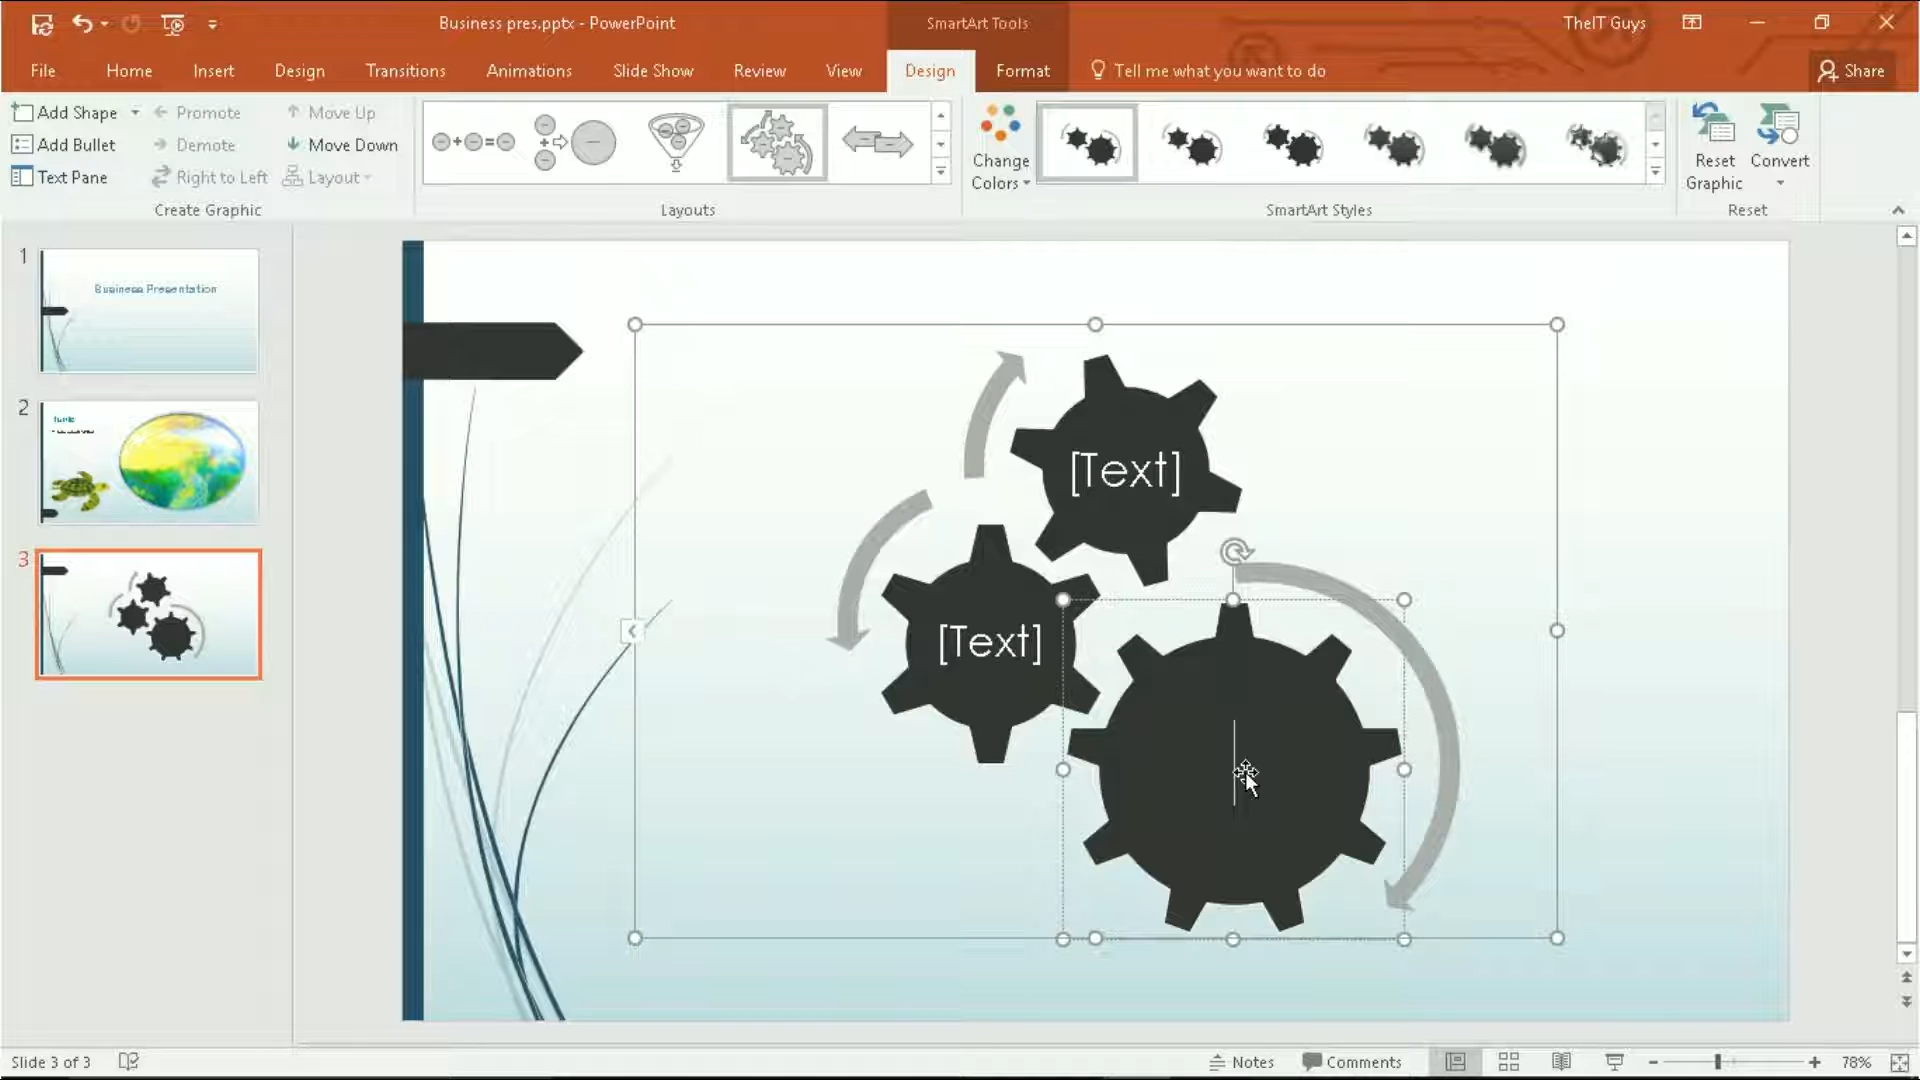 Business pres.pptx - PowerPoint
SmartArt Tools
TheIT Guys
File Home Insert Design Transitions Animations Slide Show Review View Design Format Tell me what you want to do Share
Add Shape Promote Move Up
Add Bullet Demote Move Down
Text Pane Right to Left Layout
Create Graphic
Layouts
Change
Colors
SmartArt Styles
Reset
Graphic
Convert
Reset
1
Business Presentation
2
3
[Text]
[Text]
Slide 3 of 3
Notes Comments 78%